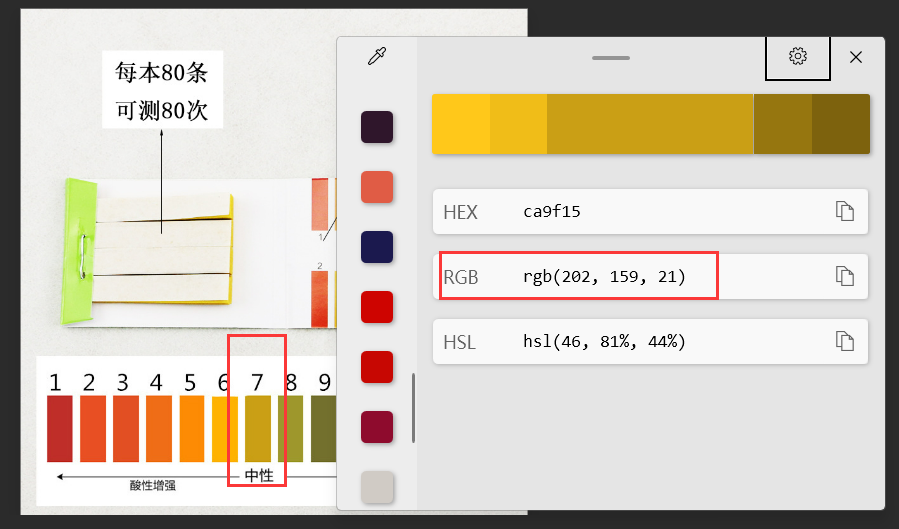 每本80条
可测80次
1
2
1 2 3 4 5 6 7 8 9
中性
酸性增强
HEX ca9f15
RGB rgb(202, 159, 21)
HSL hsl(46, 81%, 44%)